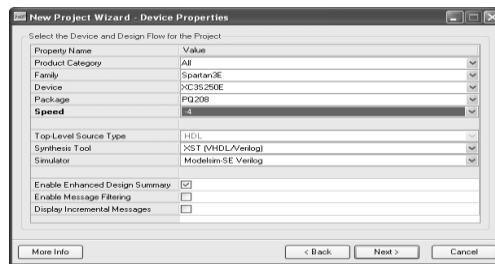 New Project Wizard - Device Properties
Select the Device and Design Flow for the Project
Property Name Value
Product Category All
Family Spartan3E
Device XC3S250E
Package PQ208
Speed -4
Top-Level Source Type HDL
Synthesis Tool XST (VHDL/Verilog)
Simulator Modelsim-SE Verilog
Enable Enhanced Design Summary
Enable Message Filtering
Display Incremental Messages
More Info < Back Next > Cancel